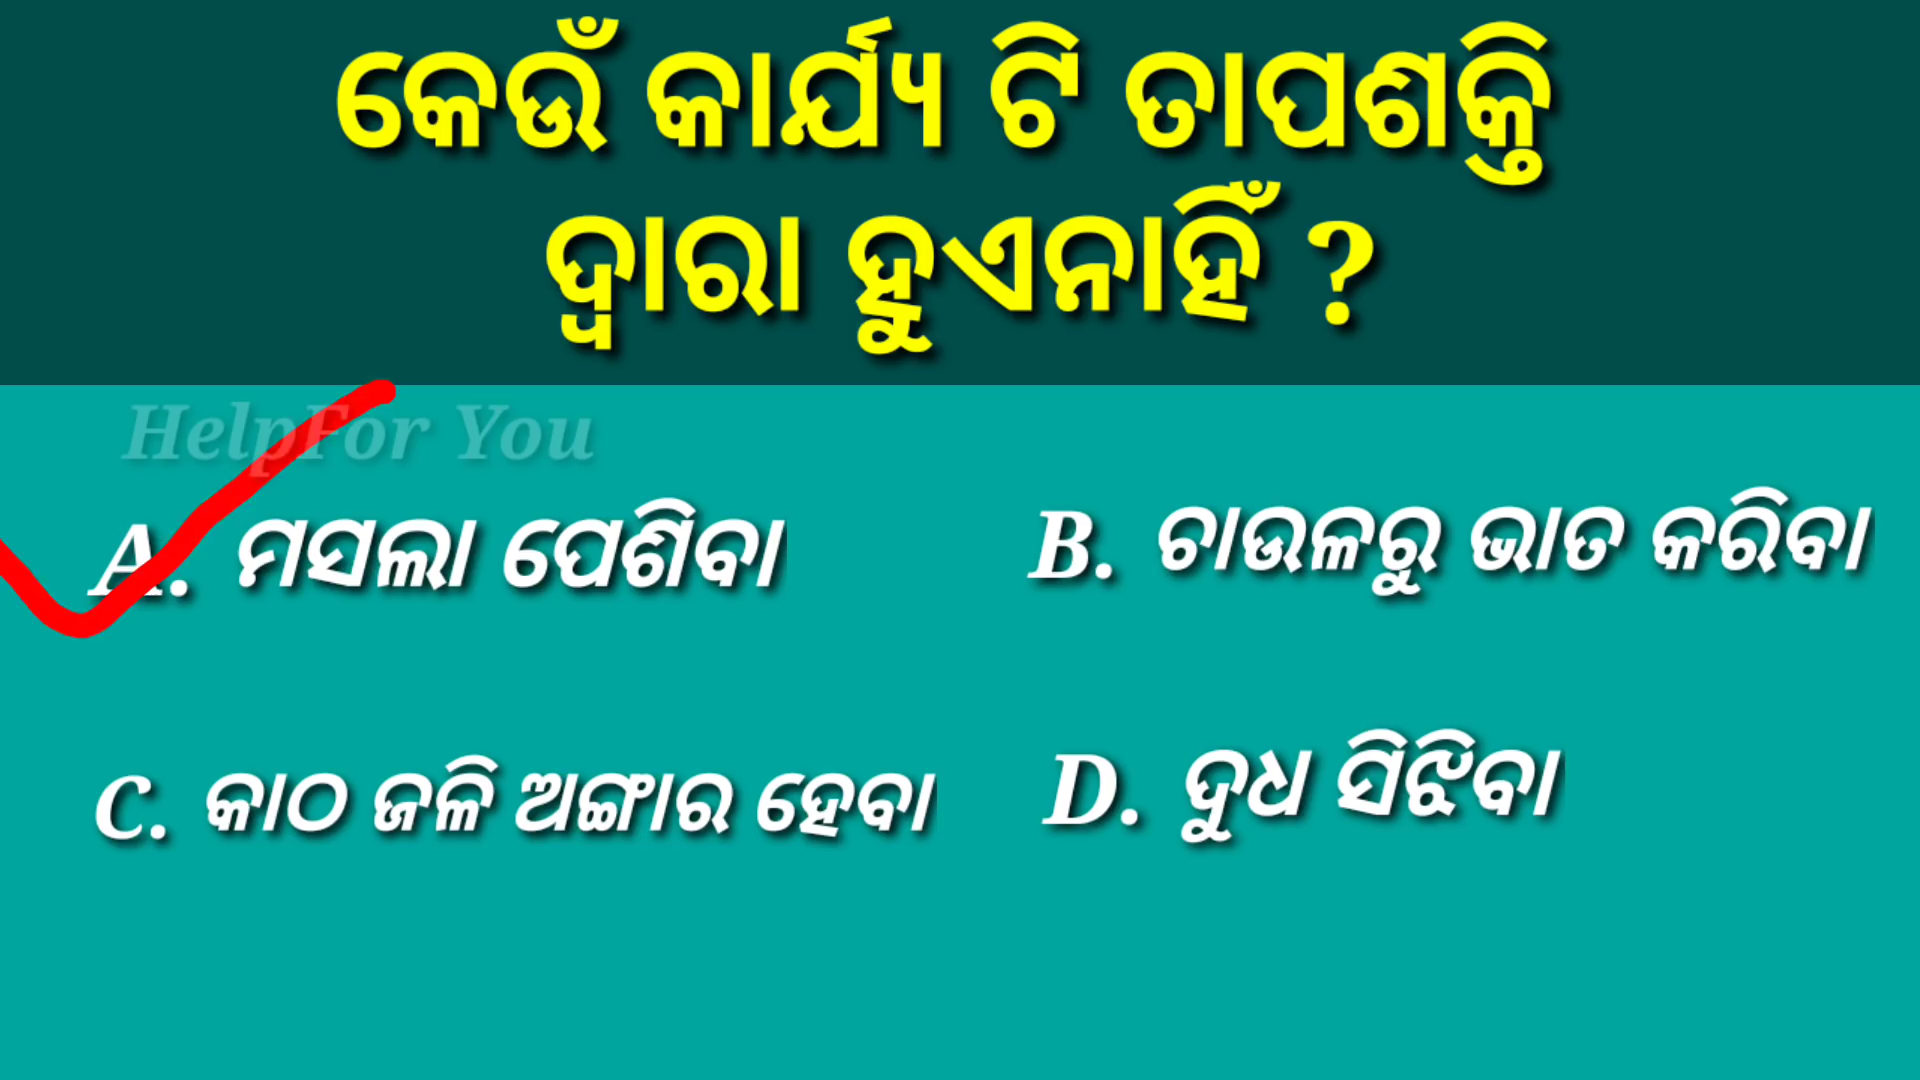 କେଉଁ କାର୍ଯ୍ୟ ଟି ତାପଶକ୍ତି
ଦ୍ୱାରା ହୁଏନାହିଁ ?
HelpFor You
A. ମସଲା ପେଶିବା
B. ଚାଉଳରୁ ଭାତ କରିବା
C. କାଠ ଜଳି ଅଙ୍ଗାର ହେବା
D. ଦୁଧ ସିଝିବା